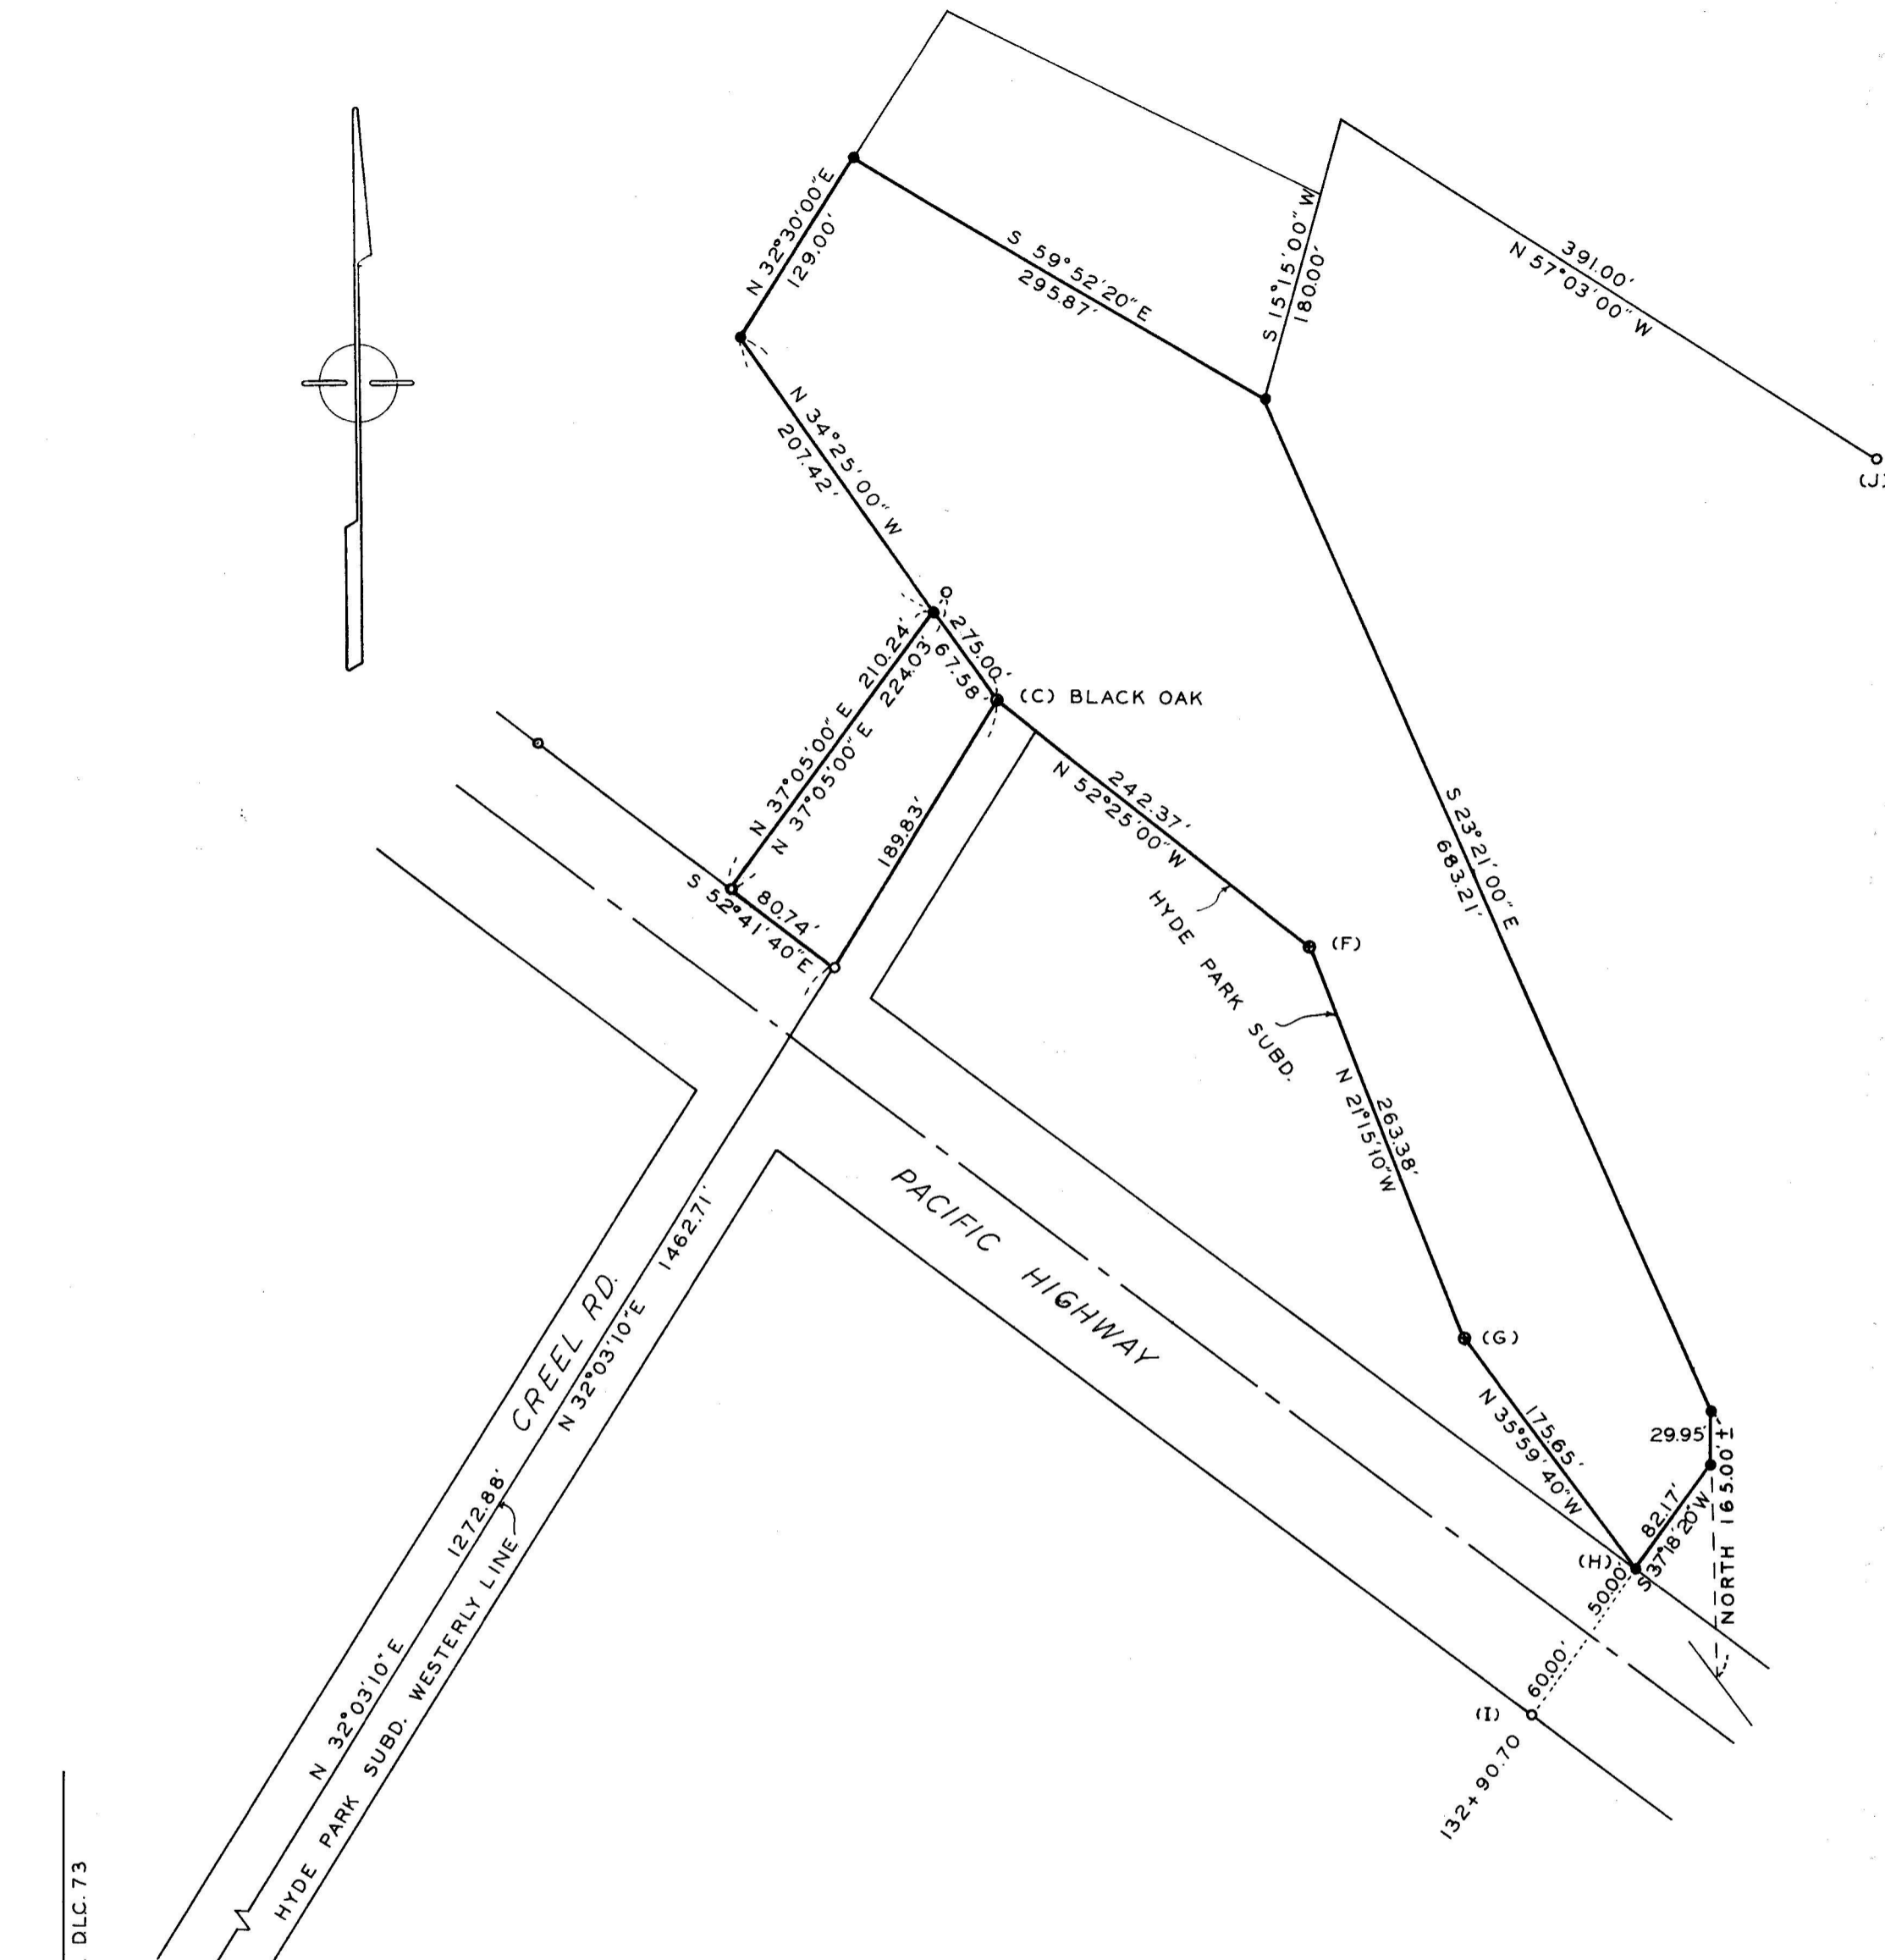 N 32°30'00" E
129.00'
S 59°52'20" E
295.87'
S 15°15'00" W
180.00'
391.00'
N 57°03'00" W
(J)
N 34°25'00" W
207.42'
275.00'
67.58'
(C) BLACK OAK
N 37°05'00" E 210.24'
N 37°05'00" E 224.03'
189.83'
80.74'
S 52°41'40" E
242.37'
N 52°25'00" W
HYDE PARK SUBD.
(F)
S 23°21'00" E
683.21'
263.38'
N 21°15'10" W
(G)
PACIFIC HIGHWAY
175.65'
N 35°59'40" W
29.95'
NORTH 165.00' ±
82.17'
S 37°18'20" W
(H)
50.00'
60.00'
(I)
132+90.70
CREEL RD.
N 32°03'10" E 1462.71'
N 32°03'10" E 1272.88'
HYDE PARK SUBD. WESTERLY LINE
D.L.C. 73